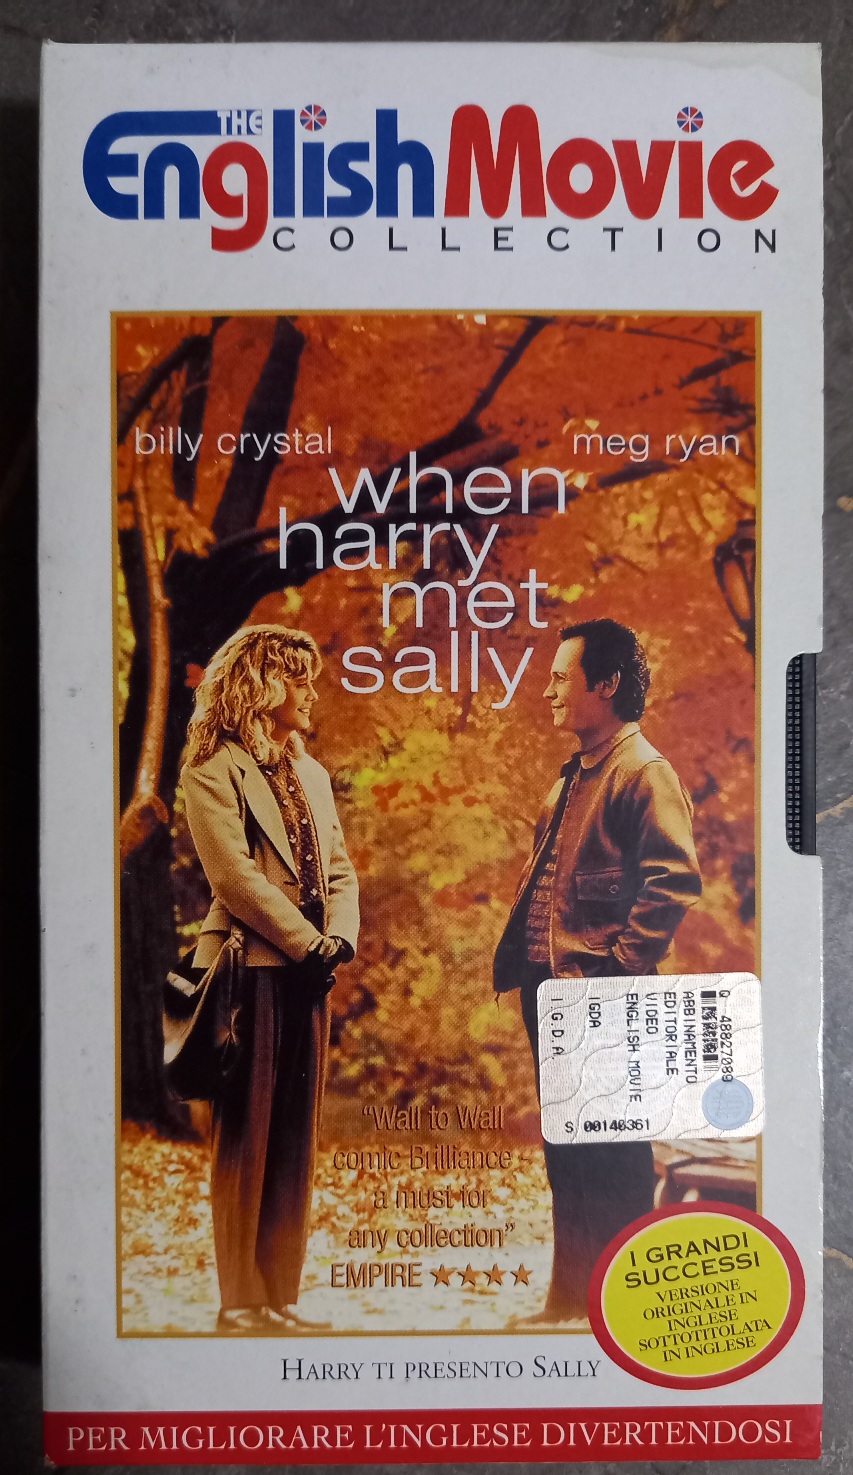 THE
English Movie
COLLECTION
billy crystal
meg ryan
when
harry
met
sally
"Wall to Wall
comic Brilliance -
a must for
any collection"
EMPIRE ★★★★
Q 48827089
ABBINAMENTO
EDITORIALE
VIDEO
ENGLISH MOVIE
IGDA
I.G.D.A.
S 00140361
I GRANDI
SUCCESSI
VERSIONE
ORIGINALE IN
INGLESE
SOTTOTITOLATA
IN INGLESE
HARRY TI PRESENTO SALLY
PER MIGLIORARE L'INGLESE DIVERTENDOSI